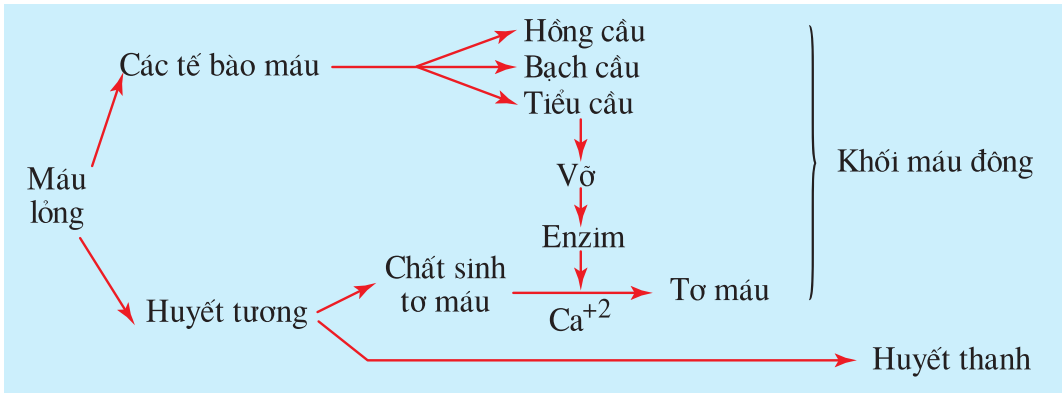 Hồng cầu
Các tế bào máu
Bạch cầu
Tiểu cầu
Khối máu đông
Vỡ
Máu
lỏng
Enzim
Chất sinh
tơ máu
Tơ máu
Huyết tương
Ca+2
Huyết thanh